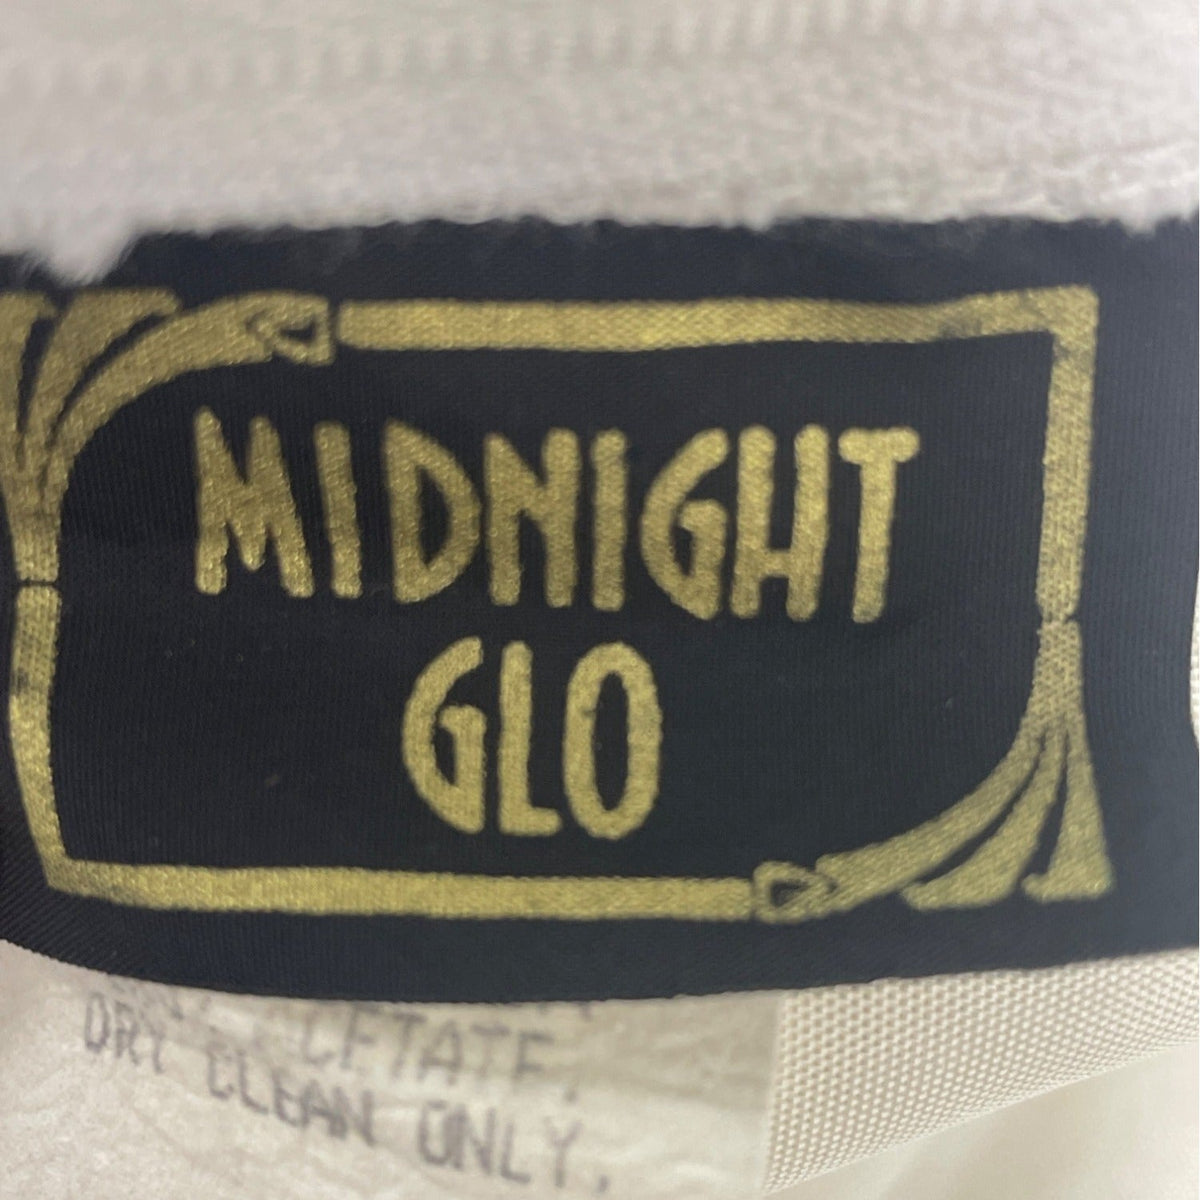 MIDNIGHT
GLO
DRY CLEAN ONLY.